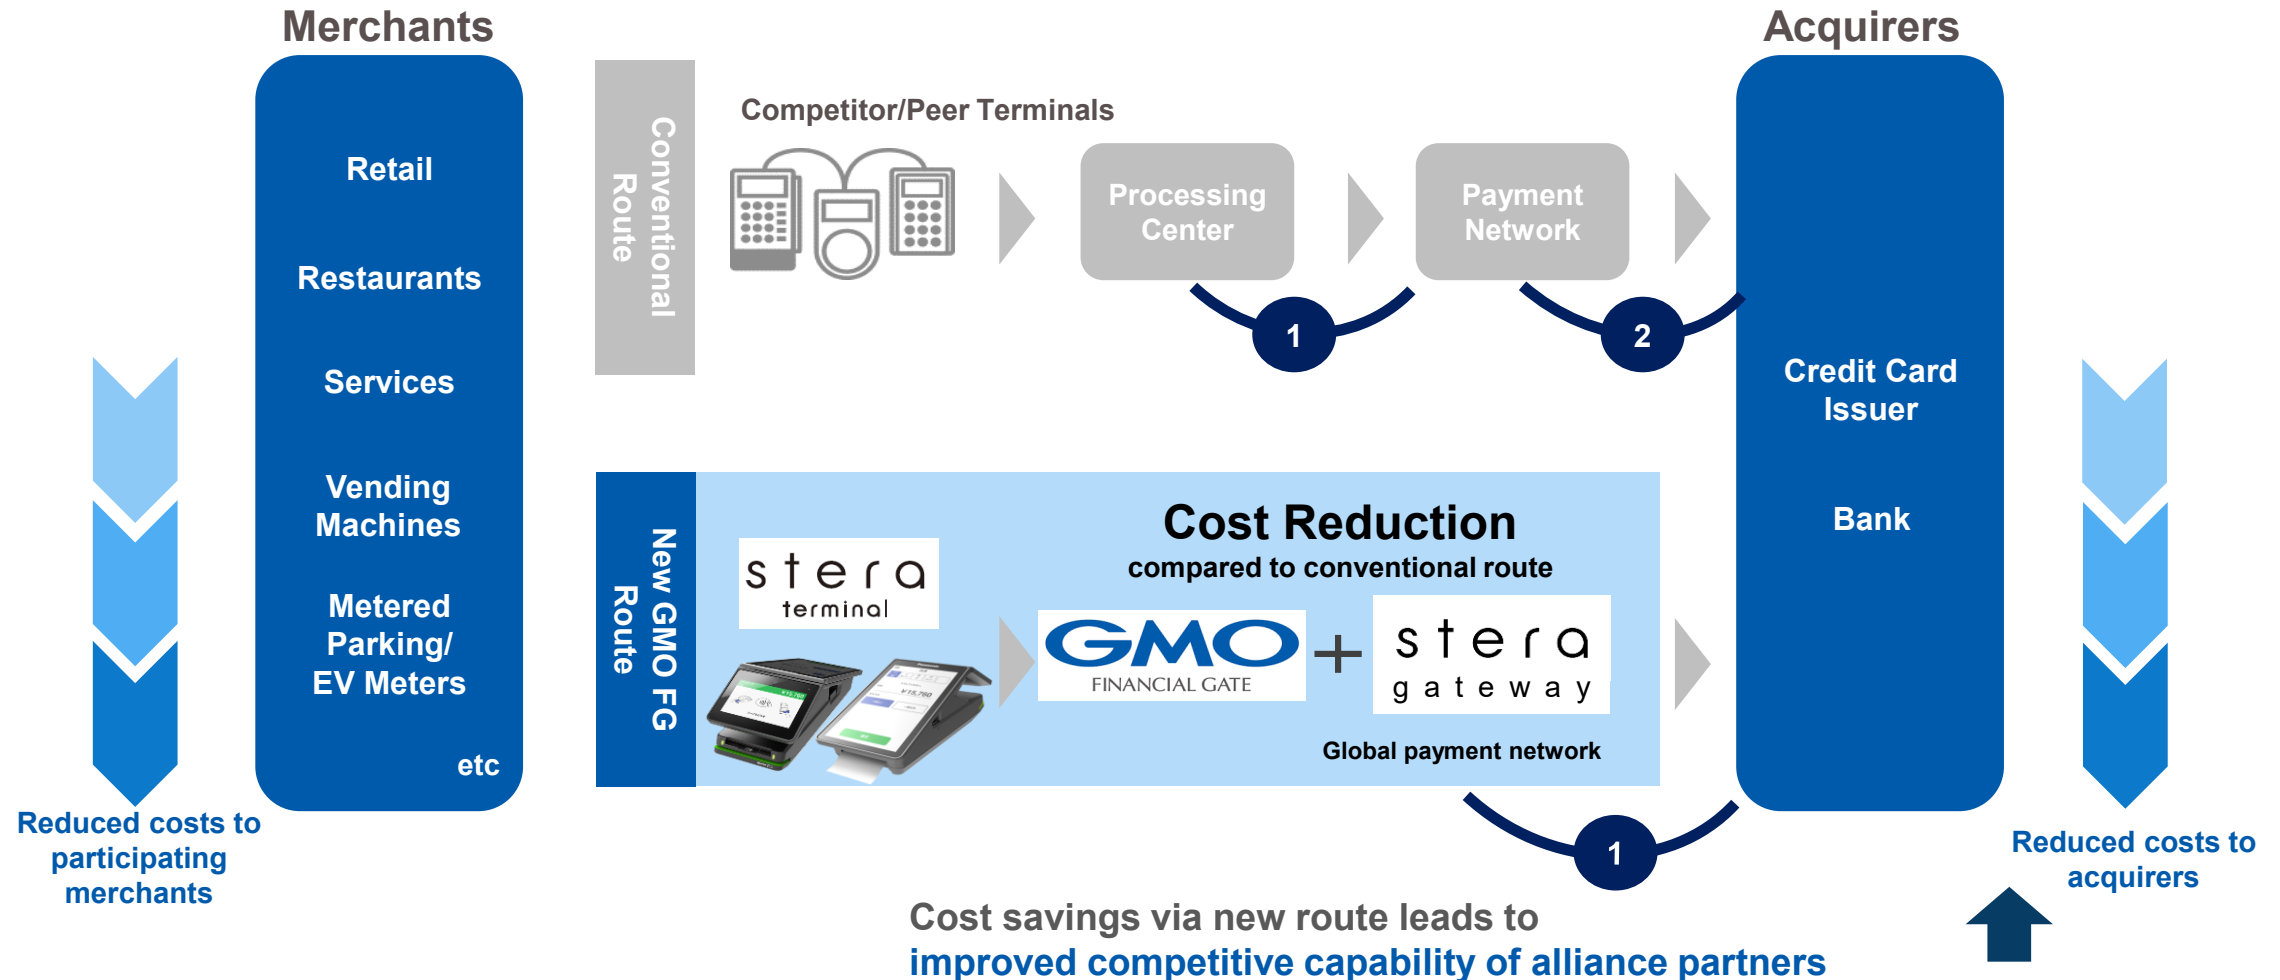 Merchants
Retail
Restaurants
Services
Vending
Machines
Metered
Parking/
EV Meters
etc
Reduced costs to
participating
merchants
Conventional
Route
Competitor/Peer Terminals
Processing
Center
Payment
Network
1
2
New GMO FG
Route
stera
terminal
Cost Reduction
compared to conventional route
GMO
FINANCIAL GATE
+
stera
gateway
Global payment network
1
Acquirers
Credit Card
Issuer
Bank
Reduced costs to
acquirers
Cost savings via new route leads to
improved competitive capability of alliance partners